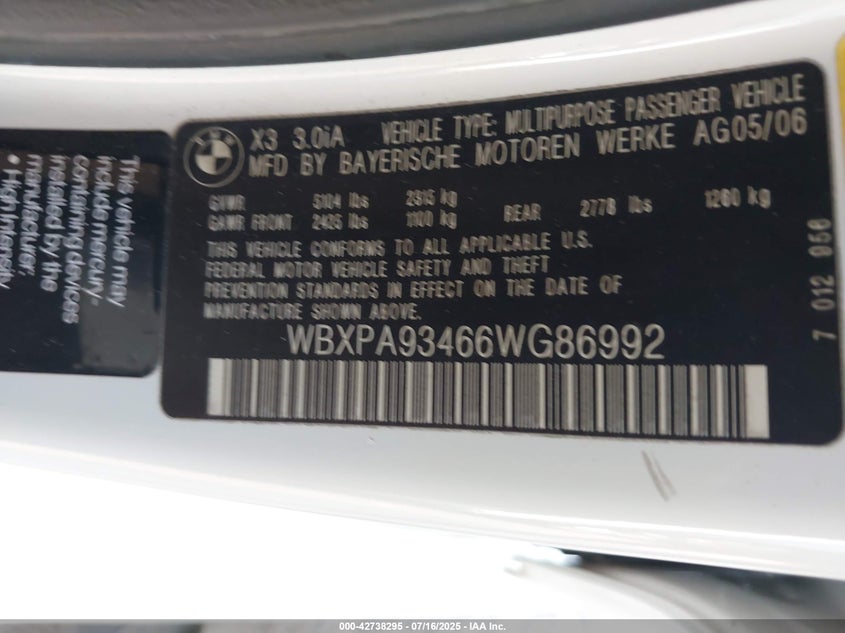 This vehicle may
include mercury-
containing devices
installed by the
manufacturer:
• High Intensity
BMW
X3 3.0iA VEHICLE TYPE: MULTIPURPOSE PASSENGER VEHICLE
MFD BY BAYERISCHE MOTOREN WERKE AG05/06
GVWR 5104 lbs 2315 kg
GAWR FRONT 2425 lbs 1100 kg REAR 2778 lbs 1260 kg
THIS VEHICLE CONFORMS TO ALL APPLICABLE U.S.
FEDERAL MOTOR VEHICLE SAFETY AND THEFT
PREVENTION STANDARDS IN EFFECT ON THE DATE OF
MANUFACTURE SHOWN ABOVE.
WBXPA93466WG86992
7 012 956
000-42738295 - 07/16/2025 - IAA Inc.